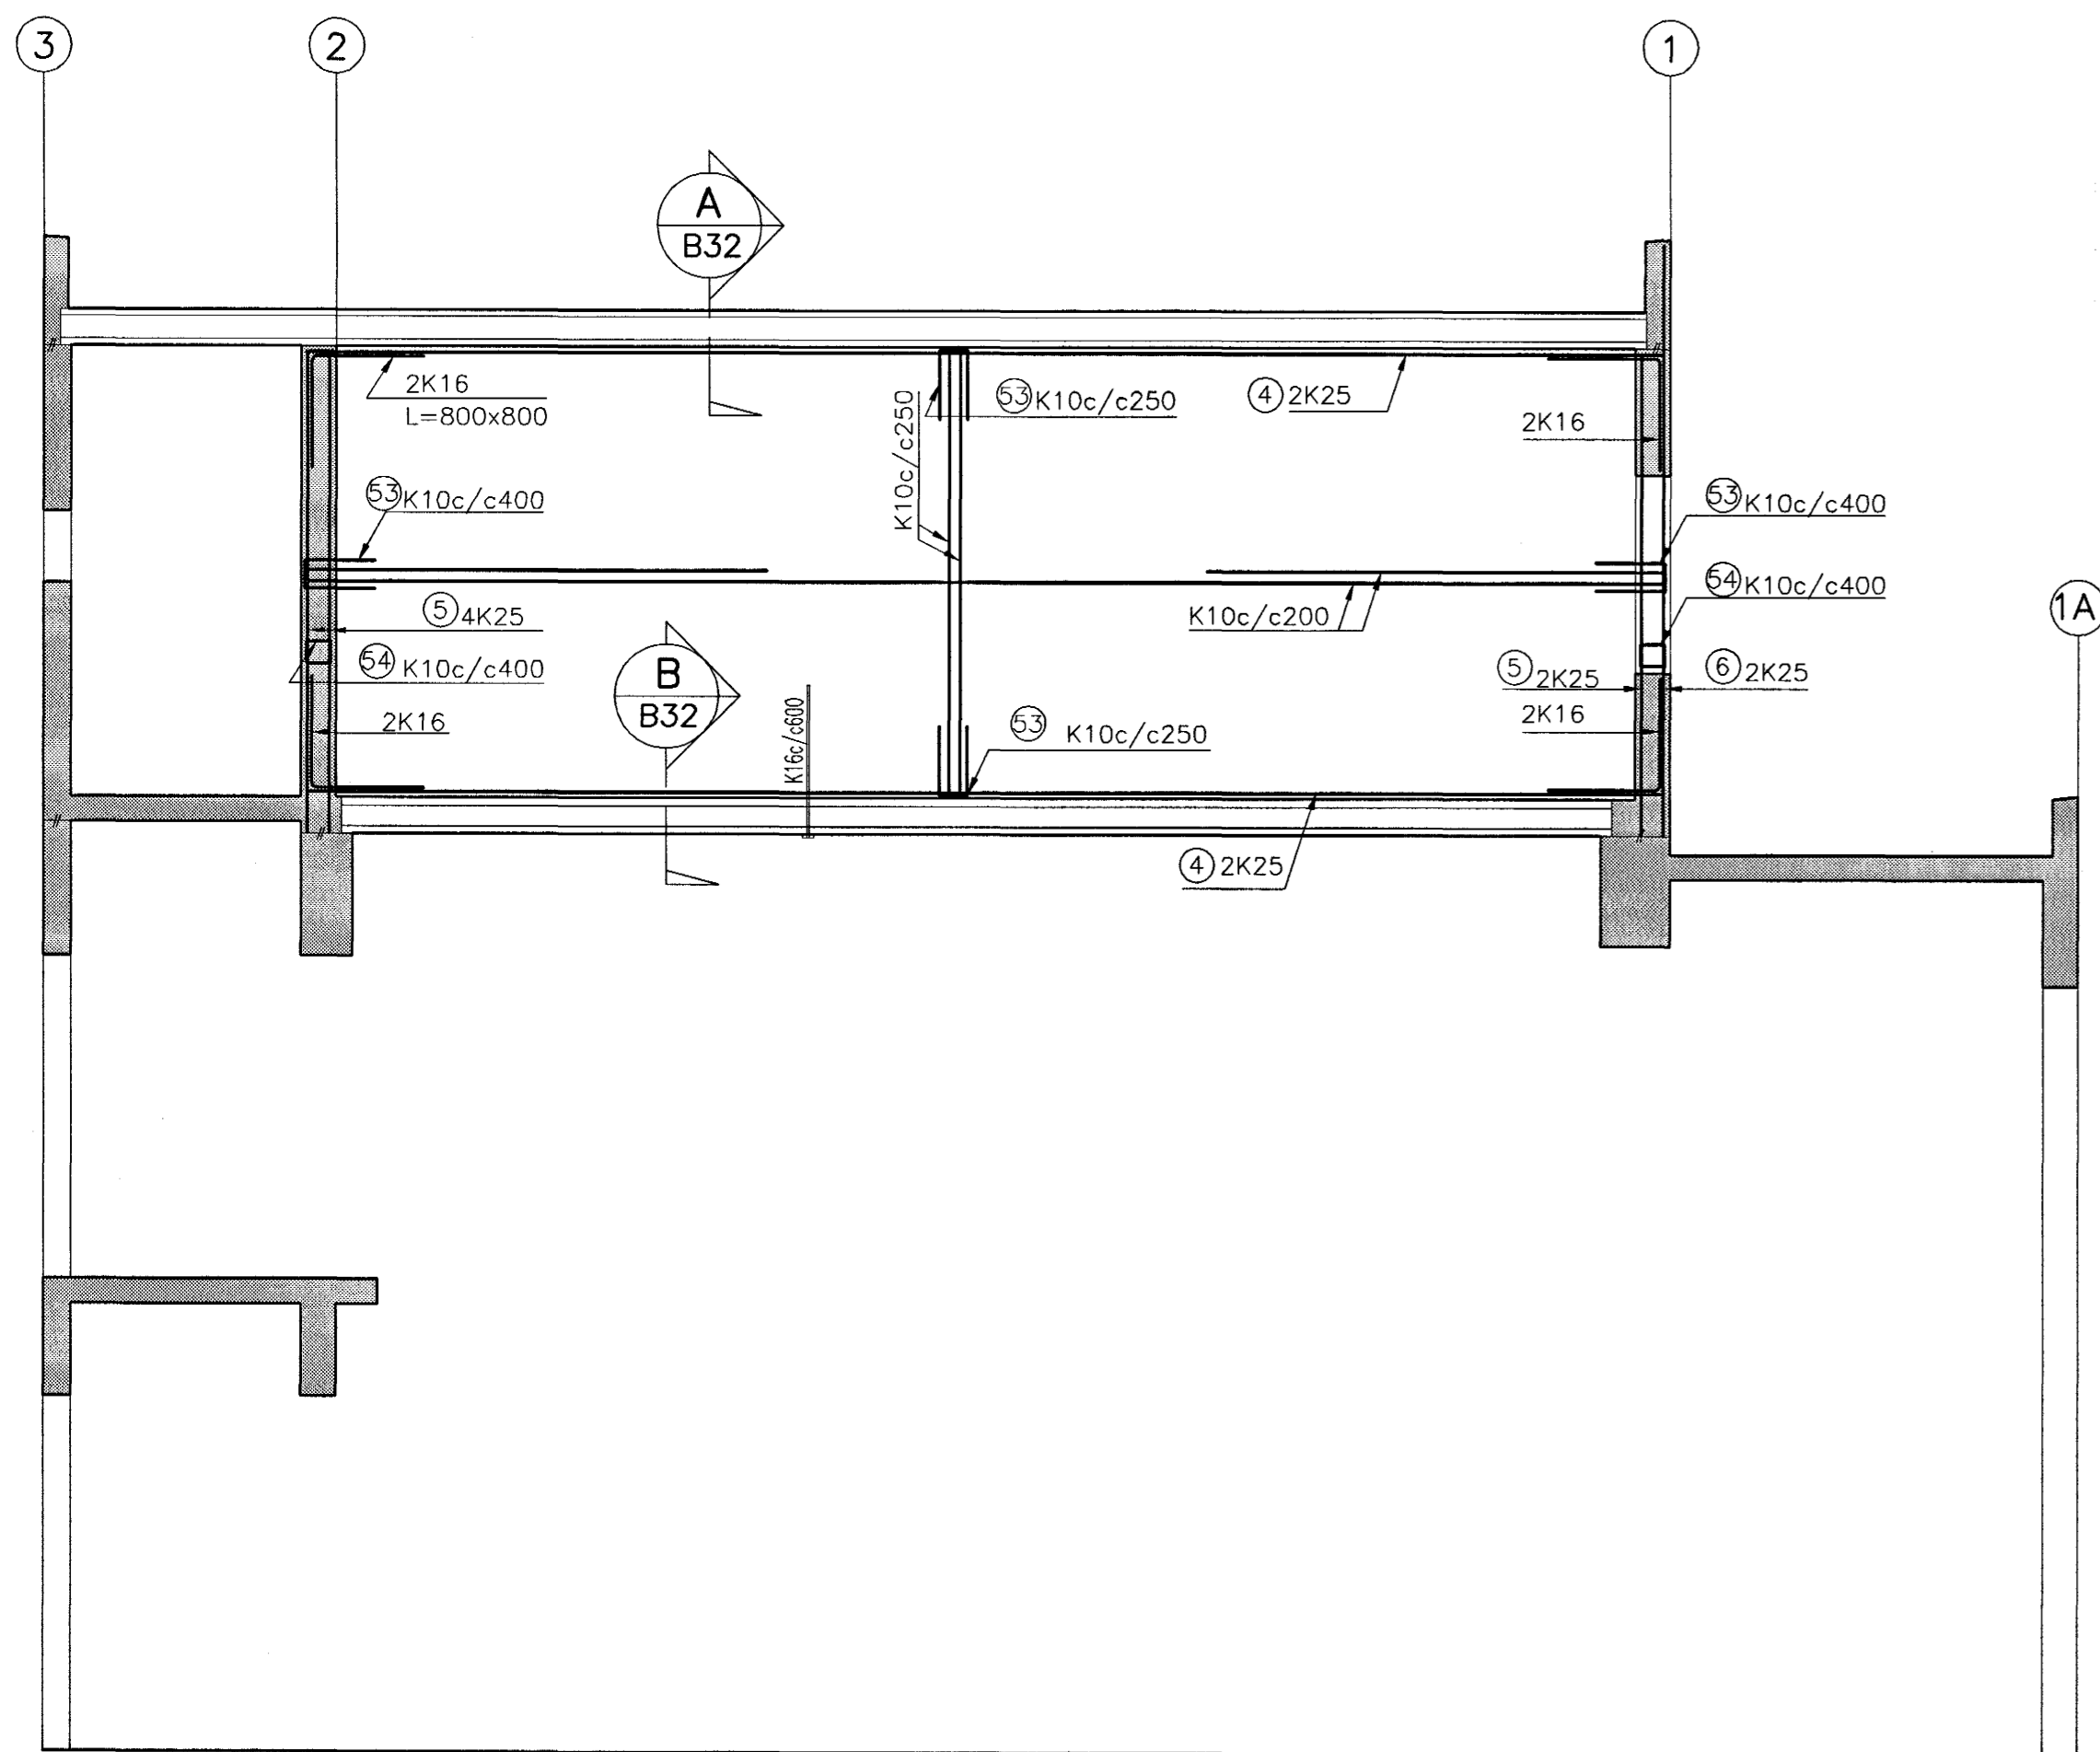 3
2
1
A
B32
2K16
L=800x800
K10c/c250
53 K10c/c250
4 2K25
2K16
53 K10c/c400
53 K10c/c400
54 K10c/c400
1A
5 4K25
K10c/c200
54 K10c/c400
B
B32
5 2K25
6 2K25
2K16
K16c/c600
2K16
53 K10c/c250
4 2K25